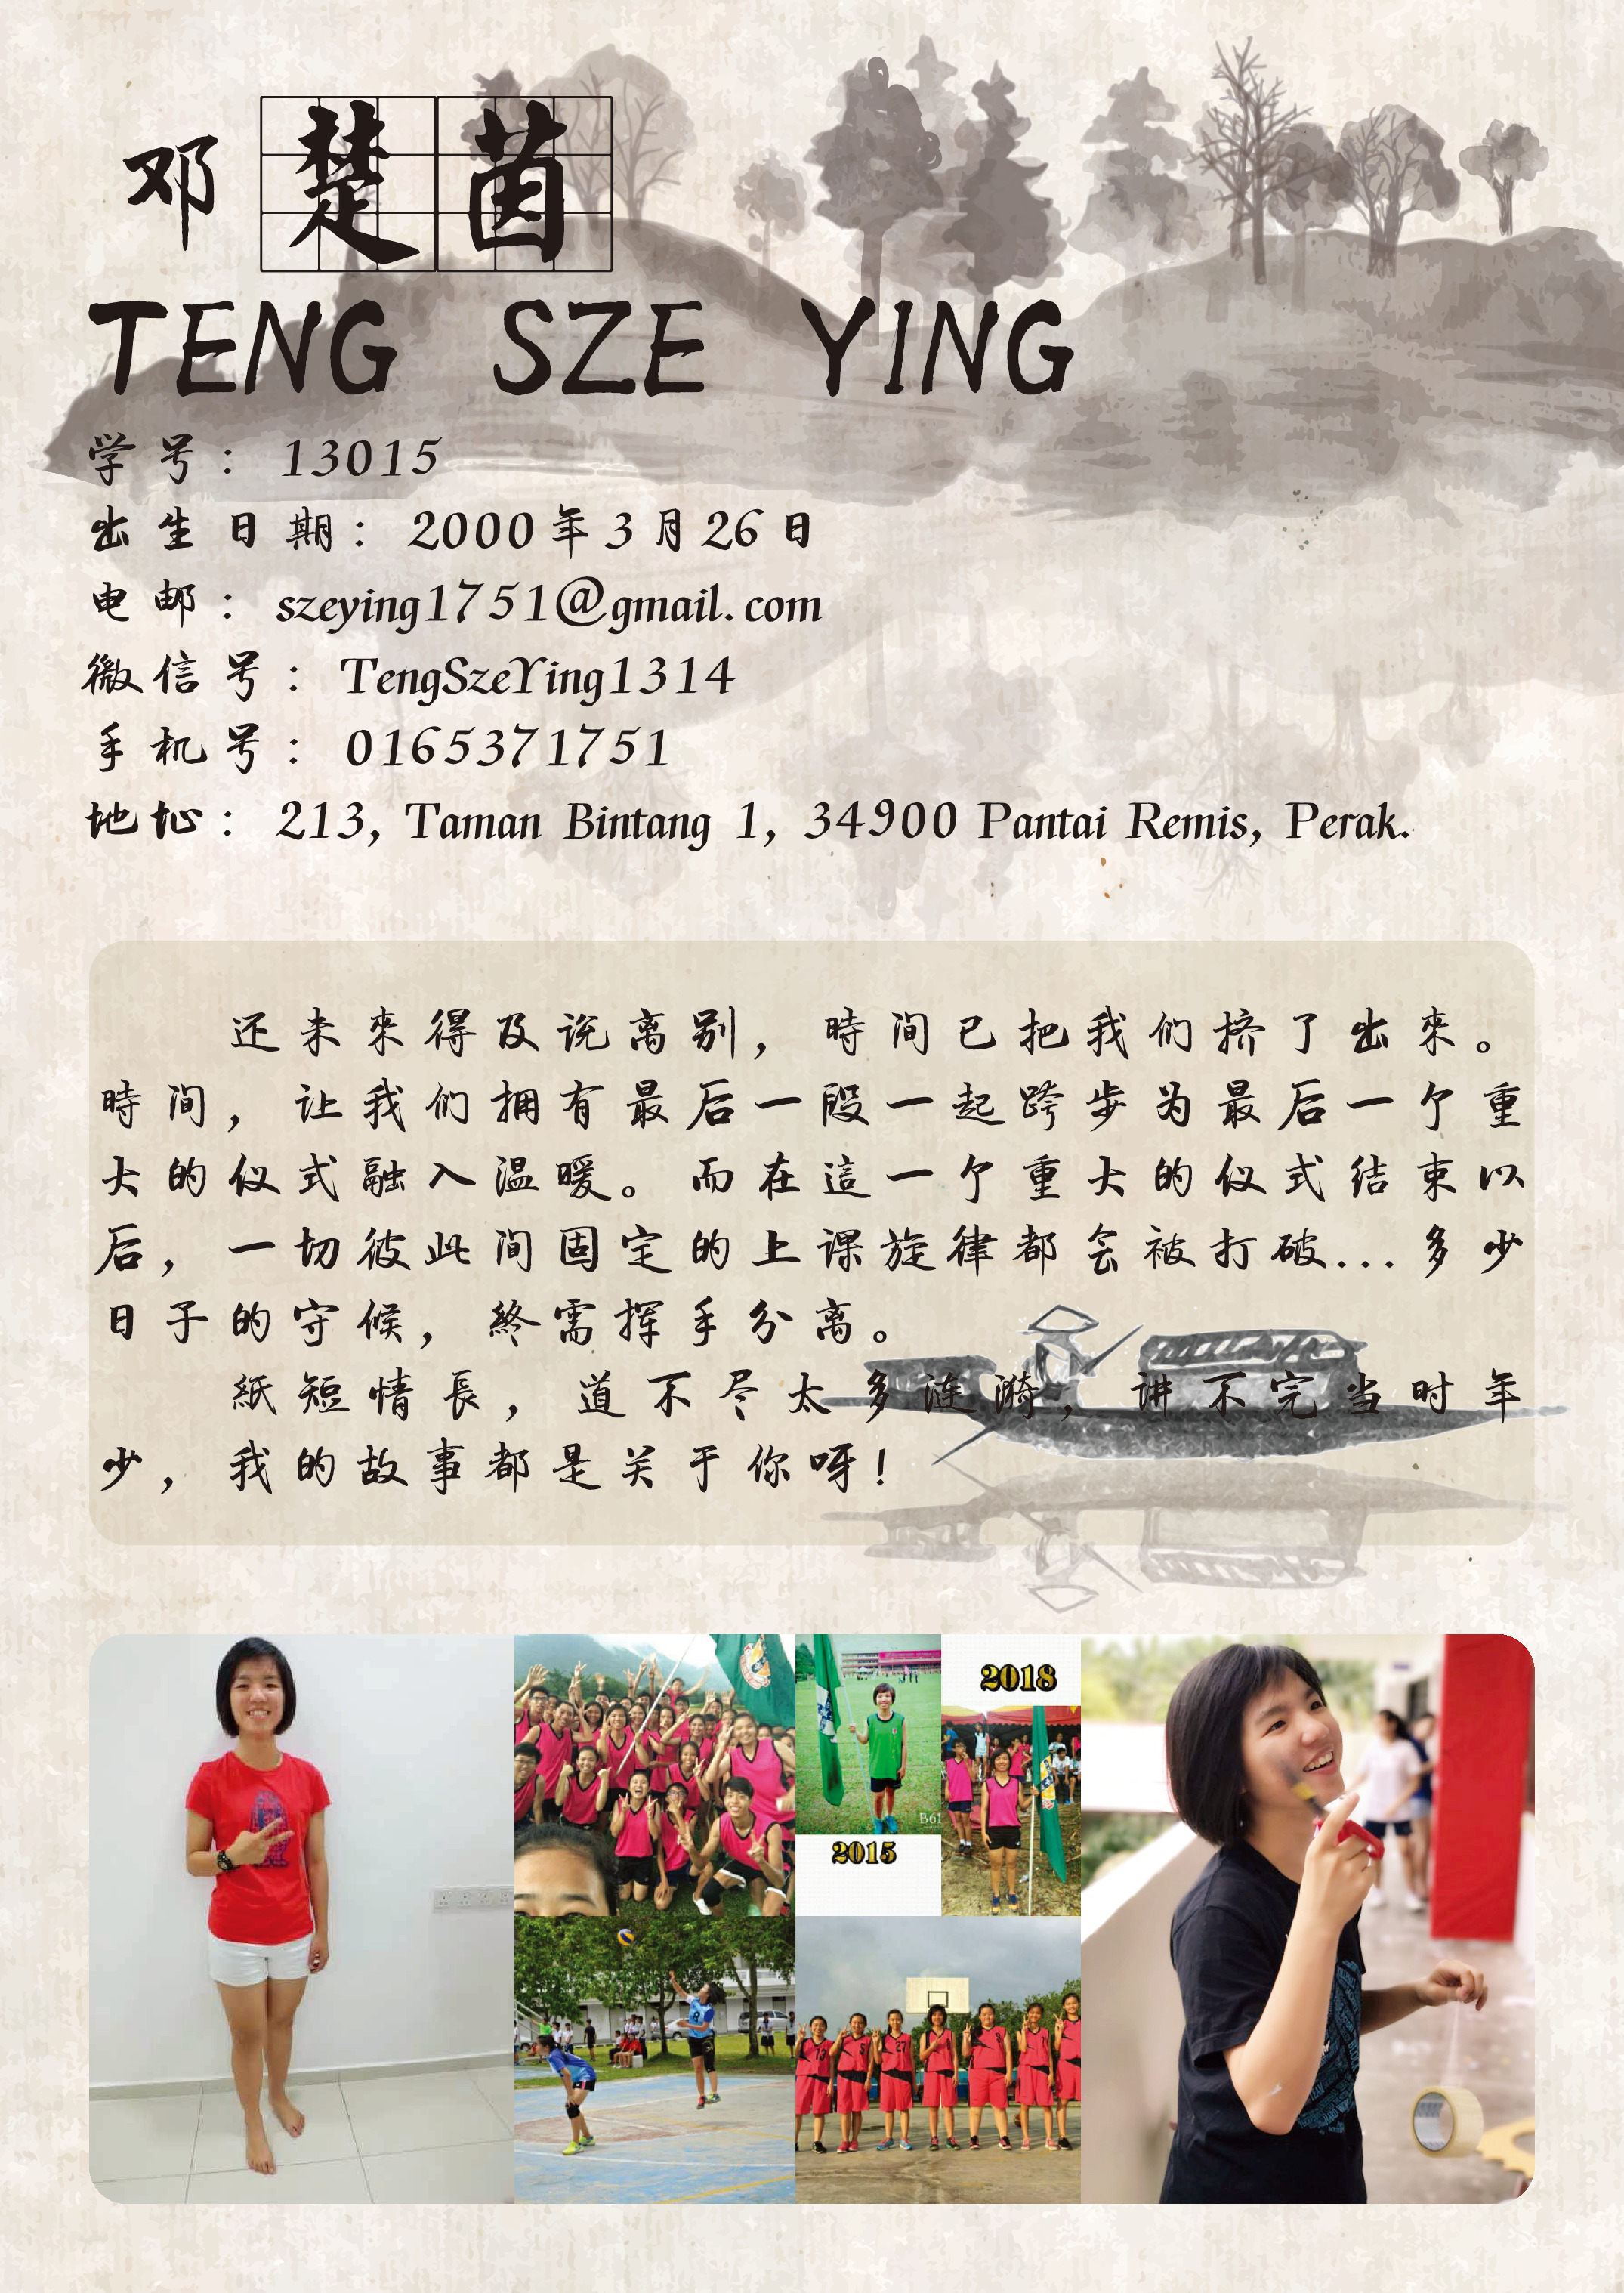 邓 楚茵
TENG SZE YING
学号：13015
出生日期：2000年3月26日
电邮：szeying1751@gmail.com
微信号：TengSzeYing1314
手机号：0165371751
地址：213, Taman Bintang 1, 34900 Pantai Remis, Perak.
还未來得及说离别，時间已把我们挤了出來。
時间，让我们拥有最后一段一起跨步为最后一个重
大的仪式融入温暖。而在這一个重大的仪式结束以
后，一切彼此间固定的上课旋律都会被打破...多少
日子的守候，終需挥手分离。
紙短情長，道不尽太多涟漪，讲不完当时年
少，我的故事都是关于你呀！
2018
2015